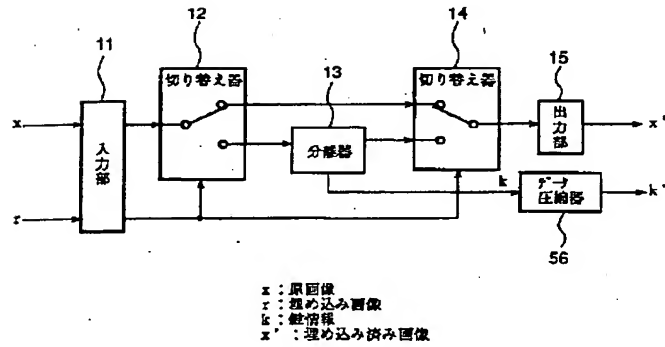 11
12
13
14
15
切り替え器
切り替え器
x
入力部
分離器
出力部
x'
r
k
データ
圧縮器
k'
56
x：原画像
r：埋め込み画像
k：鍵情報
x'：埋め込み済み画像